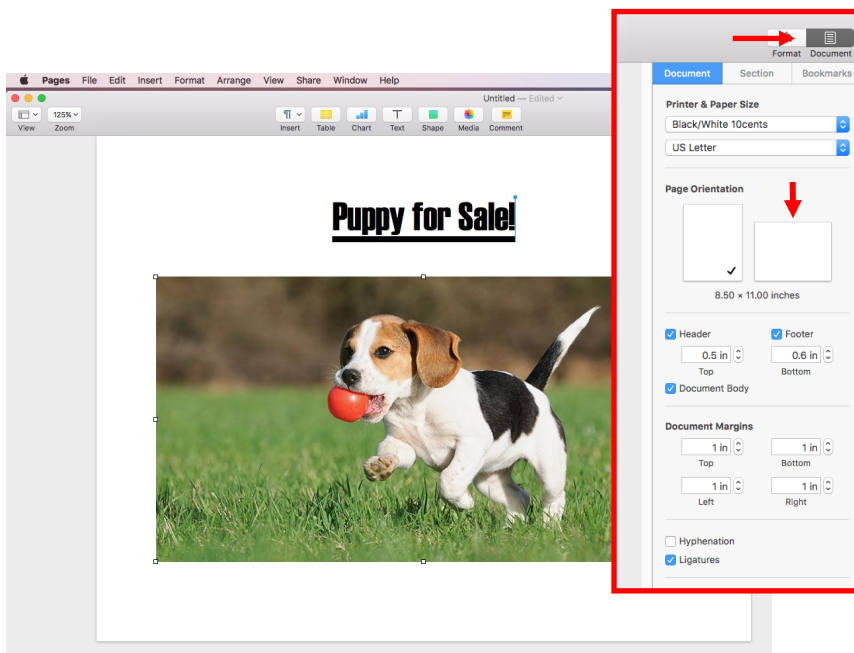 Pages File Edit Insert Format Arrange View Share Window Help
Untitled — Edited
125%
View Zoom Insert Table Chart Text Shape Media Comment
Puppy for Sale!
Format Document
Document Section Bookmarks
Printer & Paper Size
Black/White 10cents
US Letter
Page Orientation
8.50 × 11.00 inches
Header Footer
0.5 in 0.6 in
Top Bottom
Document Body
Document Margins
1 in 1 in
Top Bottom
1 in 1 in
Left Right
Hyphenation
Ligatures